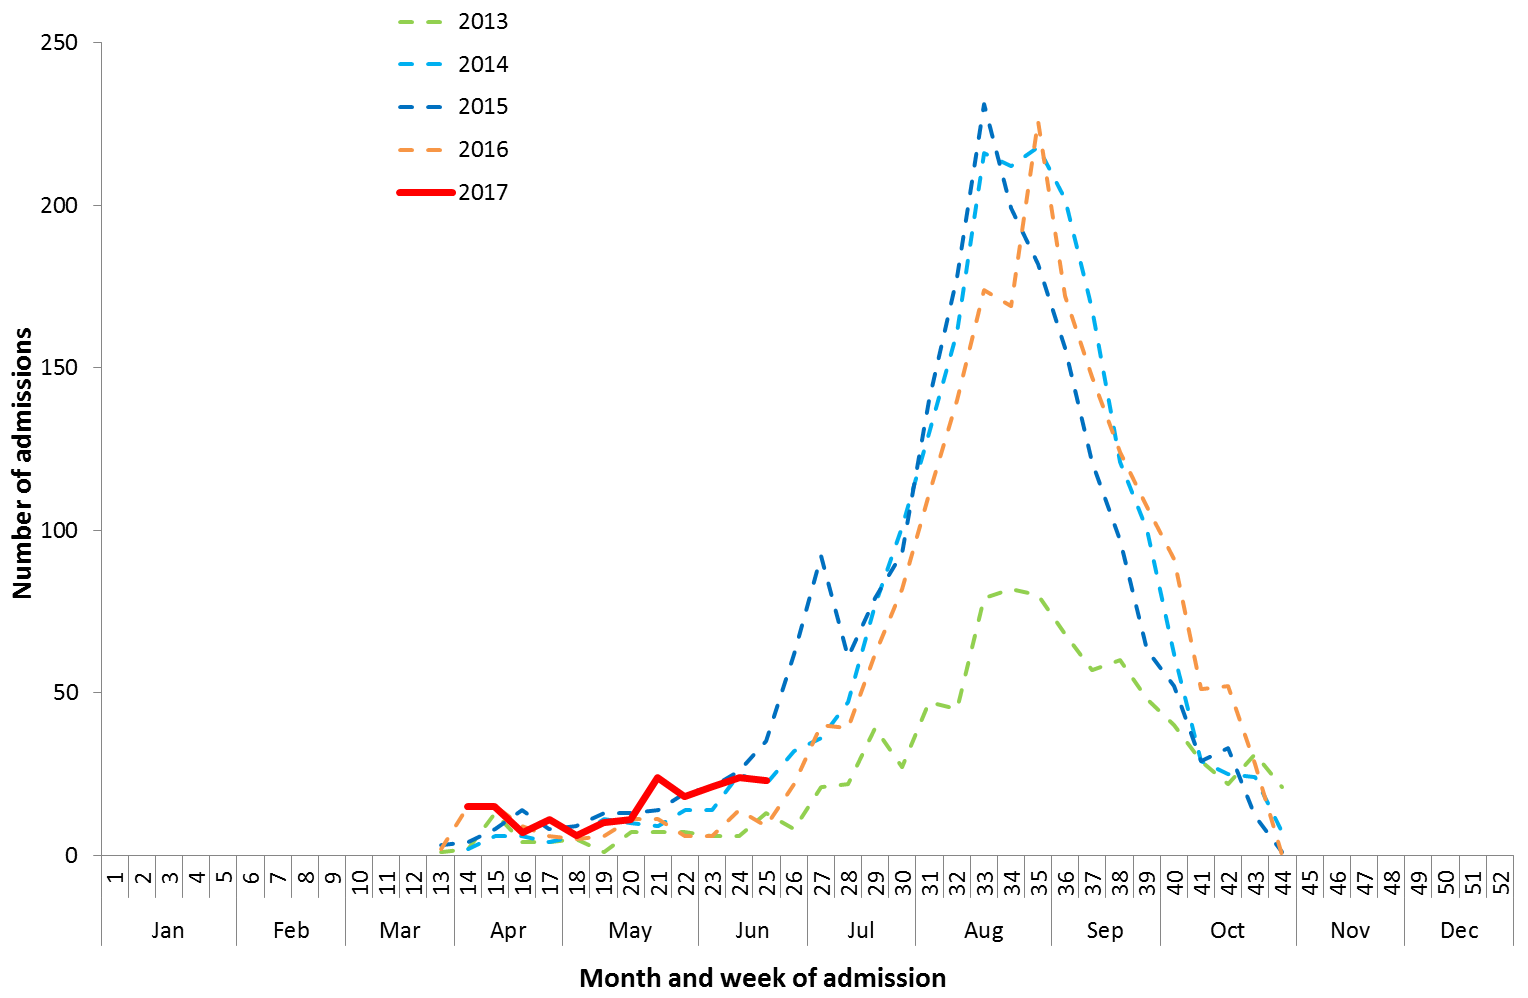 2013
2014
2015
2016
2017
250
200
150
100
50
0
Number of admissions
1 2 3 4 5 6 7 8 9 10 11 12 13 14 15 16 17 18 19 20 21 22 23 24 25 26 27 28 29 30 31 32 33 34 35 36 37 38 39 40 41 42 43 44 45 46 47 48 49 50 51 52
Jan Feb Mar Apr May Jun Jul Aug Sep Oct Nov Dec
Month and week of admission